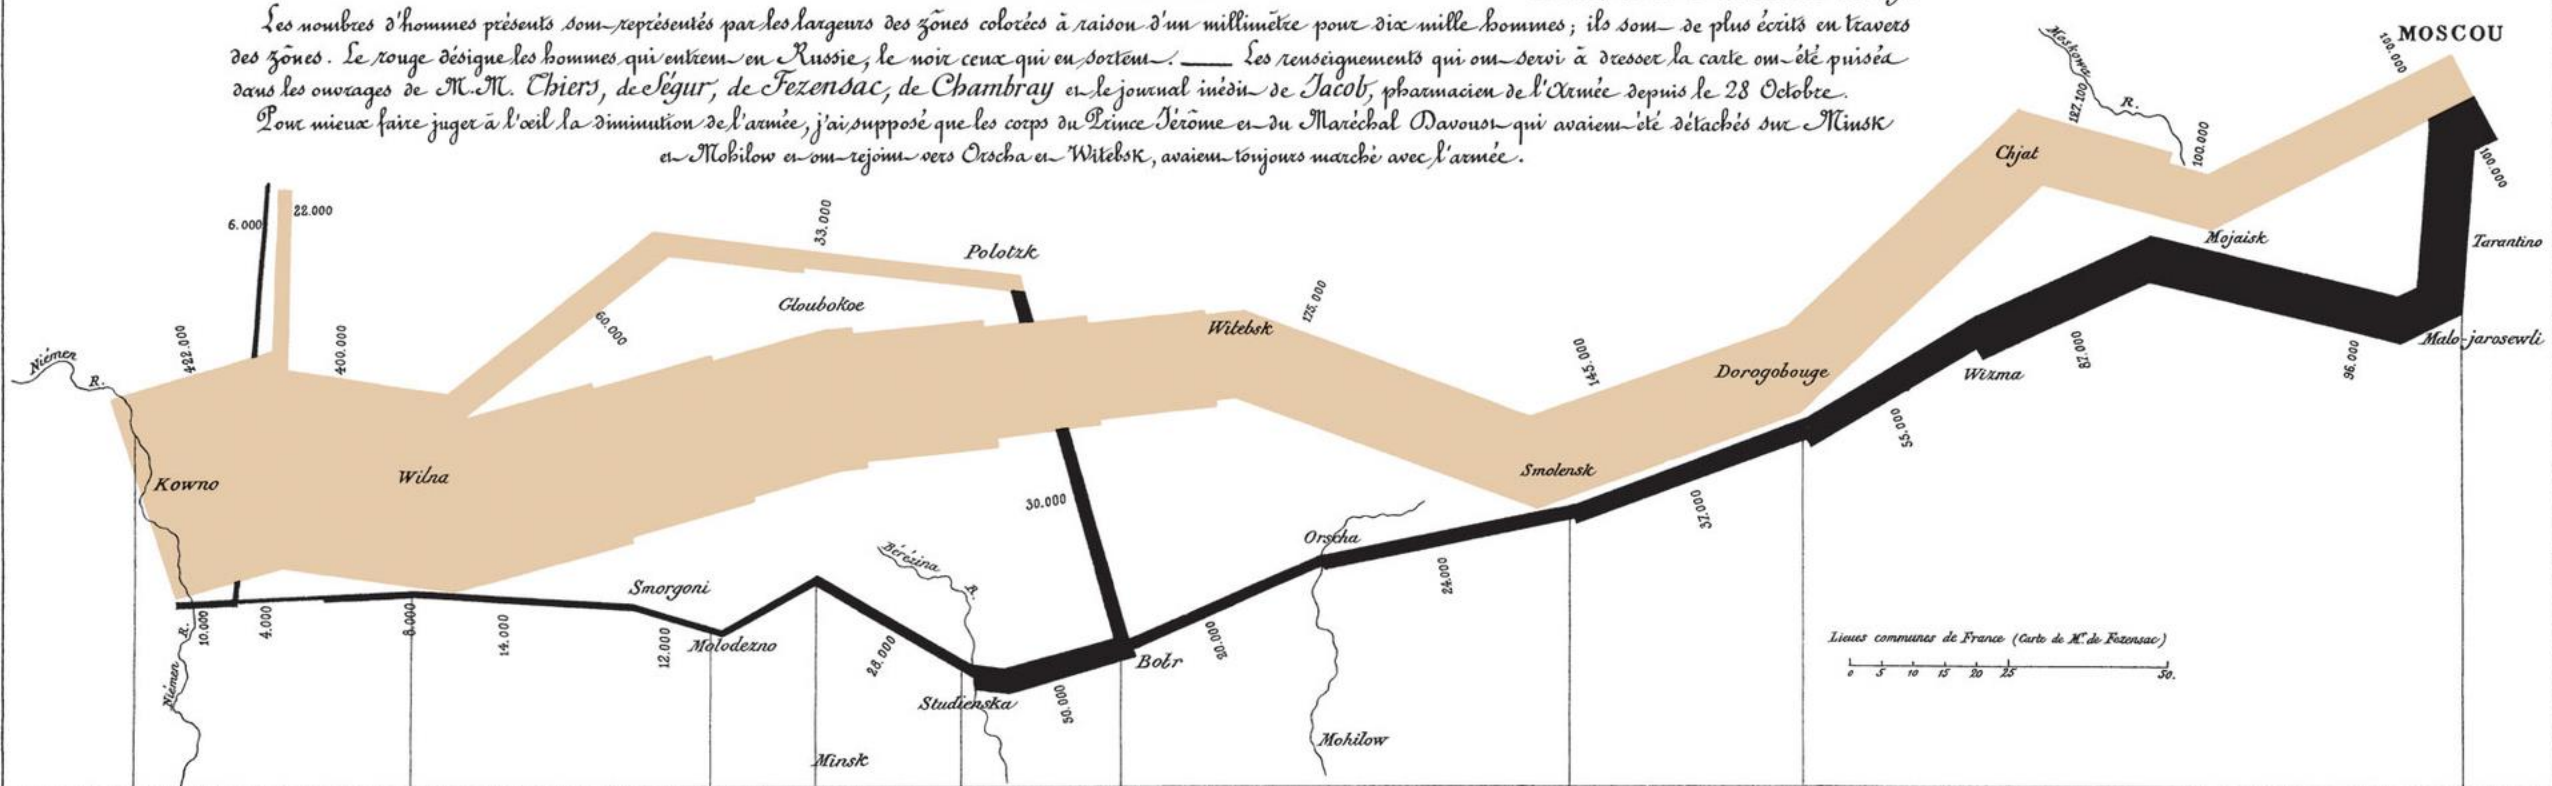 Les nombres d'hommes présents sont représentés par les largeurs des zônes colorées à raison d'un millimètre pour dix mille hommes; ils sont de plus écrits en travers
des zônes. Le rouge désigne les hommes qui entrent en Russie, le noir ceux qui en sortent. — Les renseignements qui ont servi à dresser la carte ont été puisés
dans les ouvrages de M.M. Thiers, de Ségur, de Fezensac, de Chambray et le journal inédit de Jacob, pharmacien de l'Armée depuis le 28 Octobre.
Pour mieux faire juger à l'œil la diminution de l'armée, j'ai supposé que les corps du Prince Jérôme et du Maréchal Davoust qui avaient été détachés sur Minsk
et Mohilow et ont rejoint vers Orscha et Witebsk, avaient toujours marché avec l'armée.
MOSCOU
100.000
Moskowa
R.
127.100
100.000
Chjat
100.000
6.000
22.000
33.000
Polotzk
Mojaisk
Tarantino
Gloubokoe
60.000
175.000
Witebsk
422.000
400.000
Niémen
R.
145.000
Dorogobouge
Wizma
87.000
96.000
Malo-jarosewli
55.000
Kowno
Wilna
Smolensk
30.000
37.000
Orscha
Bérézina
R.
24.000
Smorgoni
10.000
4.000
8.000
14.000
12.000
Molodezno
28.000
20.000
Bobr
R.
Niémen
Studienska
50.000
Lieues communes de France (Carte de Mr. de Fezensac)
0 5 10 15 20 25 50.
Minsk
Mohilow